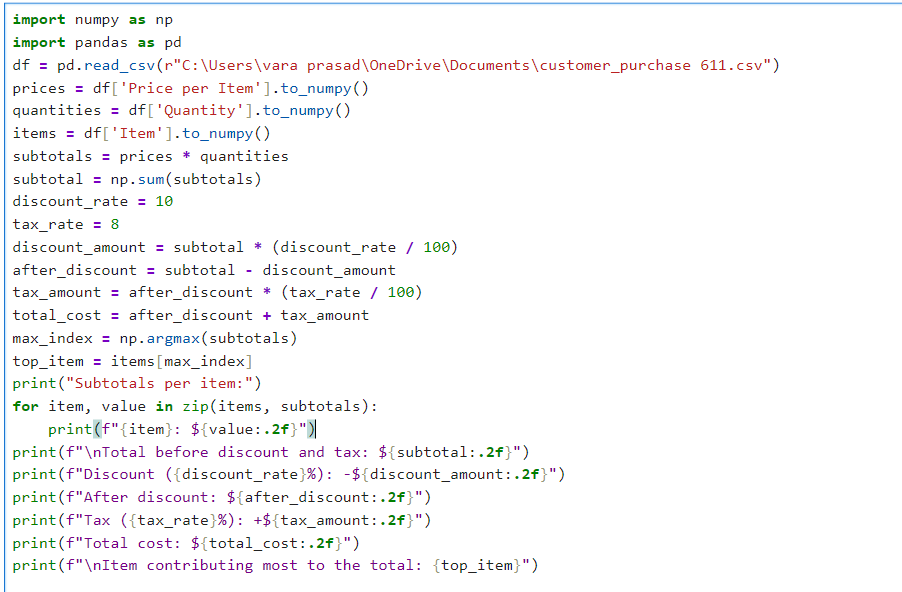 import numpy as np
import pandas as pd
df = pd.read_csv(r"C:\Users\vara prasad\OneDrive\Documents\customer_purchase 611.csv")
prices = df['Price per Item'].to_numpy()
quantities = df['Quantity'].to_numpy()
items = df['Item'].to_numpy()
subtotals = prices * quantities
subtotal = np.sum(subtotals)
discount_rate = 10
tax_rate = 8
discount_amount = subtotal * (discount_rate / 100)
after_discount = subtotal - discount_amount
tax_amount = after_discount * (tax_rate / 100)
total_cost = after_discount + tax_amount
max_index = np.argmax(subtotals)
top_item = items[max_index]
print("Subtotals per item:")
for item, value in zip(items, subtotals):
    print(f"{item}: ${value:.2f}")
print(f"\nTotal before discount and tax: ${subtotal:.2f}")
print(f"Discount ({discount_rate}%): -${discount_amount:.2f}")
print(f"After discount: ${after_discount:.2f}")
print(f"Tax ({tax_rate}%): +${tax_amount:.2f}")
print(f"Total cost: ${total_cost:.2f}")
print(f"\nItem contributing most to the total: {top_item}")